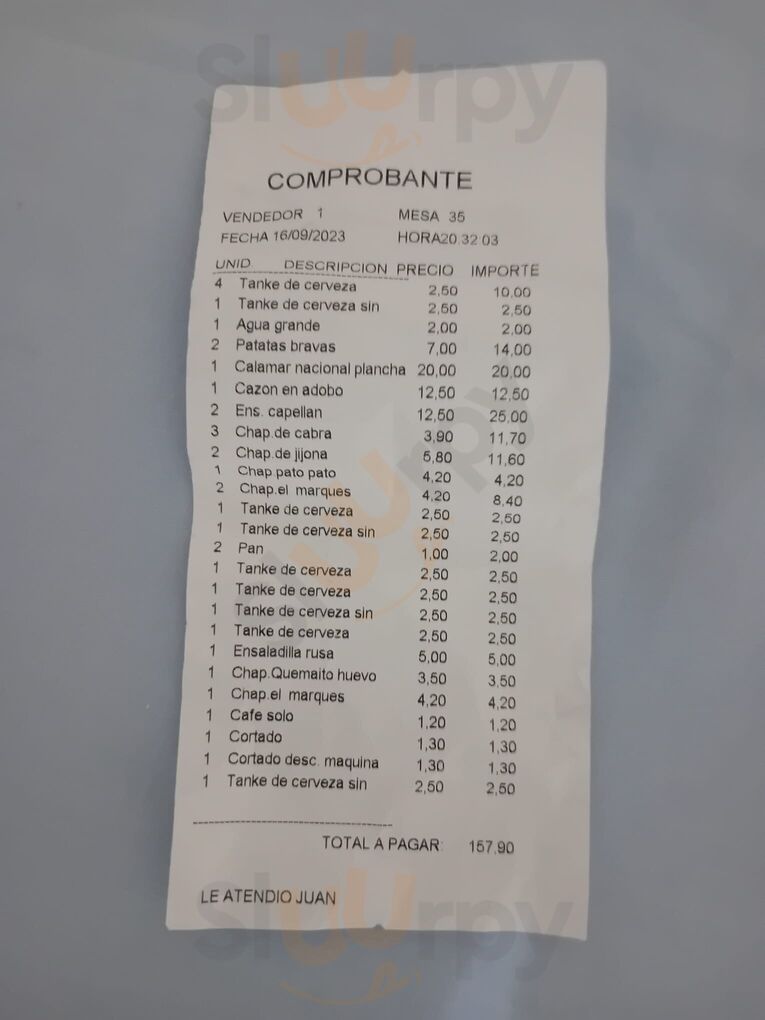 Sluurpy
COMPROBANTE
VENDEDOR 1 MESA 35
FECHA 16/09/2023 HORA20.32 03
UNID. DESCRIPCION PRECIO IMPORTE
4 Tanke de cerveza 2,50 10,00
1 Tanke de cerveza sin 2,50 2,50
1 Agua grande 2,00 2,00
2 Patatas bravas 7,00 14,00
1 Calamar nacional plancha 20,00 20,00
1 Cazon en adobo 12,50 12,50
2 Ens. capellan 12,50 25,00
3 Chap.de cabra 3,90 11,70
2 Chap.de jijona 5,80 11,60
1 Chap.pato pato 4,20 4,20
2 Chap.el marques 4,20 8,40
1 Tanke de cerveza 2,50 2,50
1 Tanke de cerveza sin 2,50 2,50
2 Pan 1,00 2,00
1 Tanke de cerveza 2,50 2,50
1 Tanke de cerveza 2,50 2,50
1 Tanke de cerveza sin 2,50 2,50
1 Tanke de cerveza 2,50 2,50
1 Ensaladilla rusa 5,00 5,00
1 Chap.Quemaito huevo 3,50 3,50
1 Chap.el marques 4,20 4,20
1 Cafe solo 1,20 1,20
1 Cortado 1,30 1,30
1 Cortado desc. maquina 1,30 1,30
1 Tanke de cerveza sin 2,50 2,50
TOTAL A PAGAR: 157,90
LE ATENDIO JUAN
Sluurpy